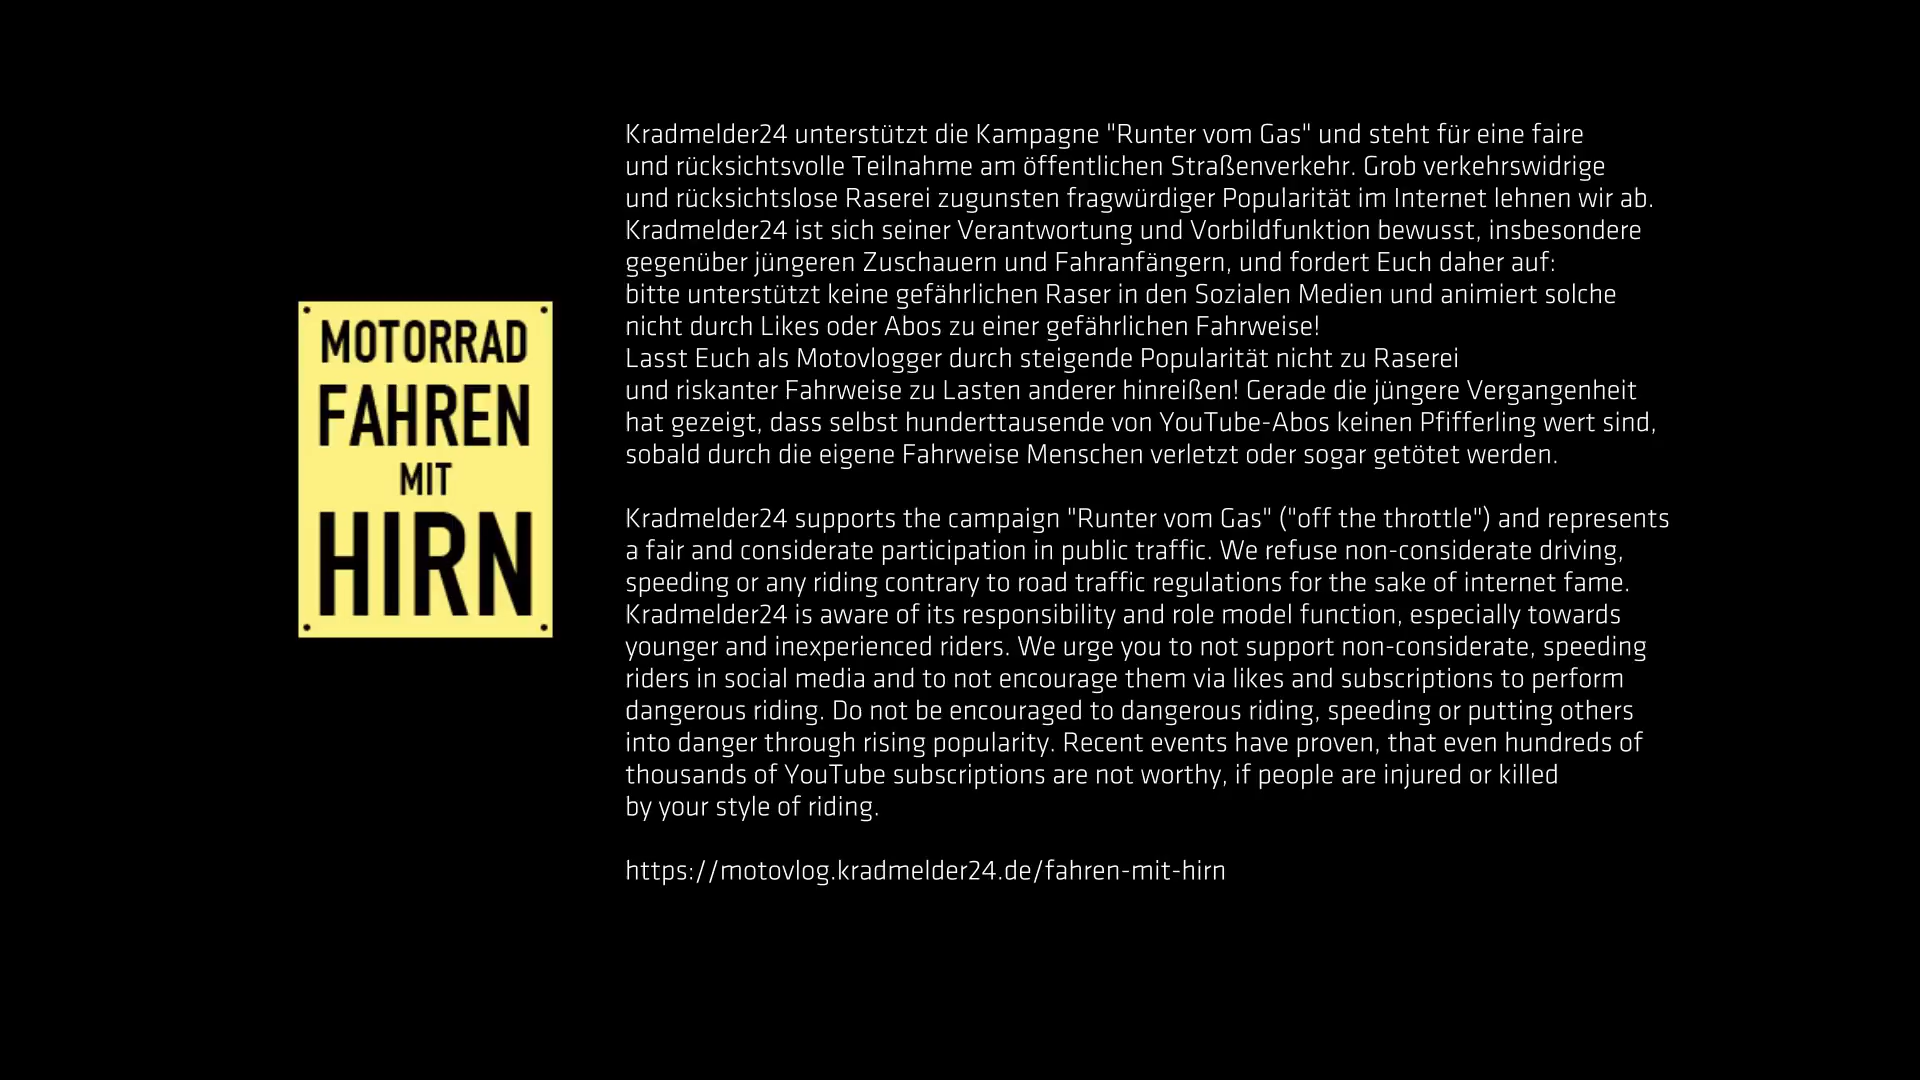 MOTORRAD
FAHREN
MIT
HIRN
Kradmelder24 unterstützt die Kampagne "Runter vom Gas" und steht für eine faire
und rücksichtsvolle Teilnahme am öffentlichen Straßenverkehr. Grob verkehrswidrige
und rücksichtslose Raserei zugunsten fragwürdiger Popularität im Internet lehnen wir ab.
Kradmelder24 ist sich seiner Verantwortung und Vorbildfunktion bewusst, insbesondere
gegenüber jüngeren Zuschauern und Fahranfängern, und fordert Euch daher auf:
bitte unterstützt keine gefährlichen Raser in den Sozialen Medien und animiert solche
nicht durch Likes oder Abos zu einer gefährlichen Fahrweise!
Lasst Euch als Motovlogger durch steigende Popularität nicht zu Raserei
und riskanter Fahrweise zu Lasten anderer hinreißen! Gerade die jüngere Vergangenheit
hat gezeigt, dass selbst hunderttausende von YouTube-Abos keinen Pfifferling wert sind,
sobald durch die eigene Fahrweise Menschen verletzt oder sogar getötet werden.
Kradmelder24 supports the campaign "Runter vom Gas" ("off the throttle") and represents
a fair and considerate participation in public traffic. We refuse non-considerate driving,
speeding or any riding contrary to road traffic regulations for the sake of internet fame.
Kradmelder24 is aware of its responsibility and role model function, especially towards
younger and inexperienced riders. We urge you to not support non-considerate, speeding
riders in social media and to not encourage them via likes and subscriptions to perform
dangerous riding. Do not be encouraged to dangerous riding, speeding or putting others
into danger through rising popularity. Recent events have proven, that even hundreds of
thousands of YouTube subscriptions are not worthy, if people are injured or killed
by your style of riding.
https://motovlog.kradmelder24.de/fahren-mit-hirn